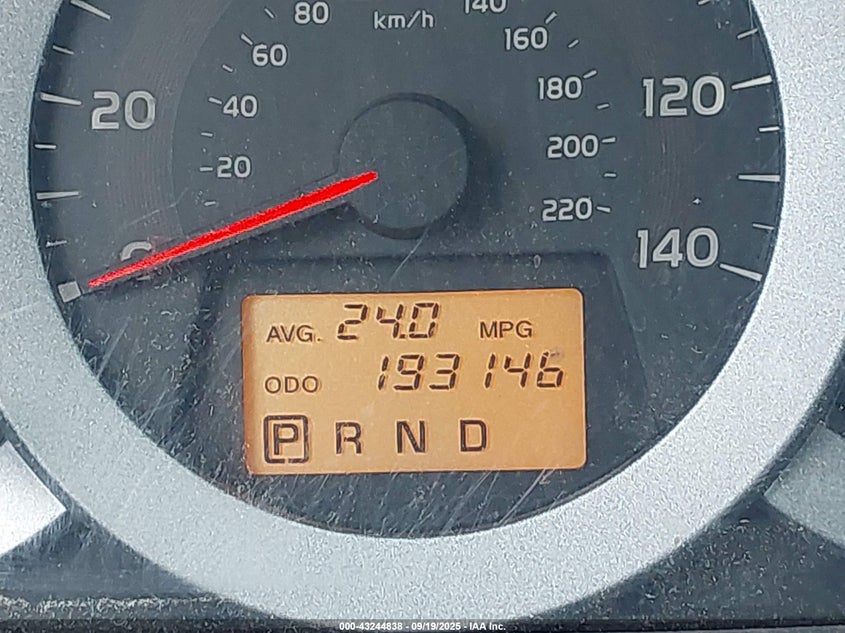 80 km/h 140
60 160
20 40 180 120
20 200
220
0 140
AVG. 24.0 MPG
ODO 193146
P R N D
000-43244838 - 09/19/2025 - IAA Inc.